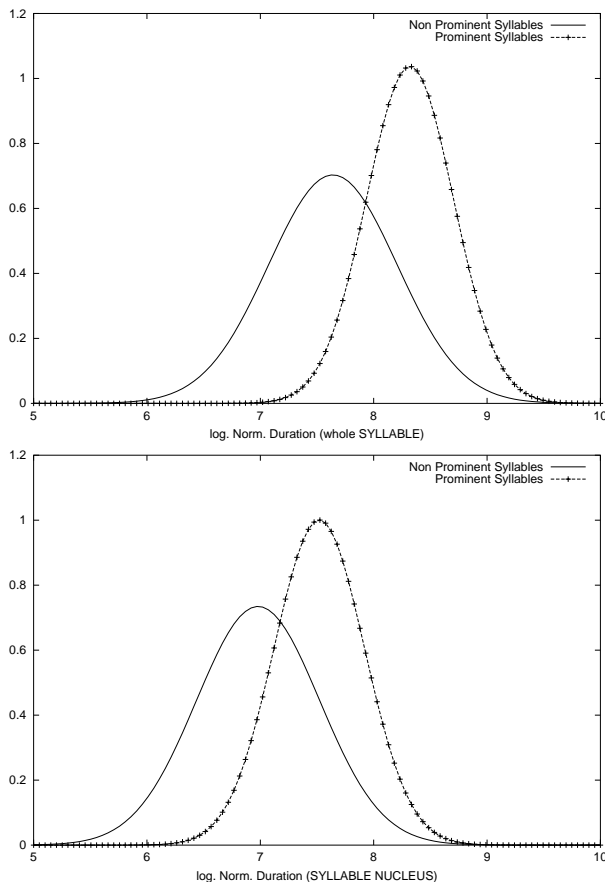 1.2
Non Prominent Syllables
Prominent Syllables
1
0.8
0.6
0.4
0.2
0
5 6 7 8 9 10
log. Norm. Duration (whole SYLLABLE)
1.2
Non Prominent Syllables
Prominent Syllables
1
0.8
0.6
0.4
0.2
0
5 6 7 8 9 10
log. Norm. Duration (SYLLABLE NUCLEUS)